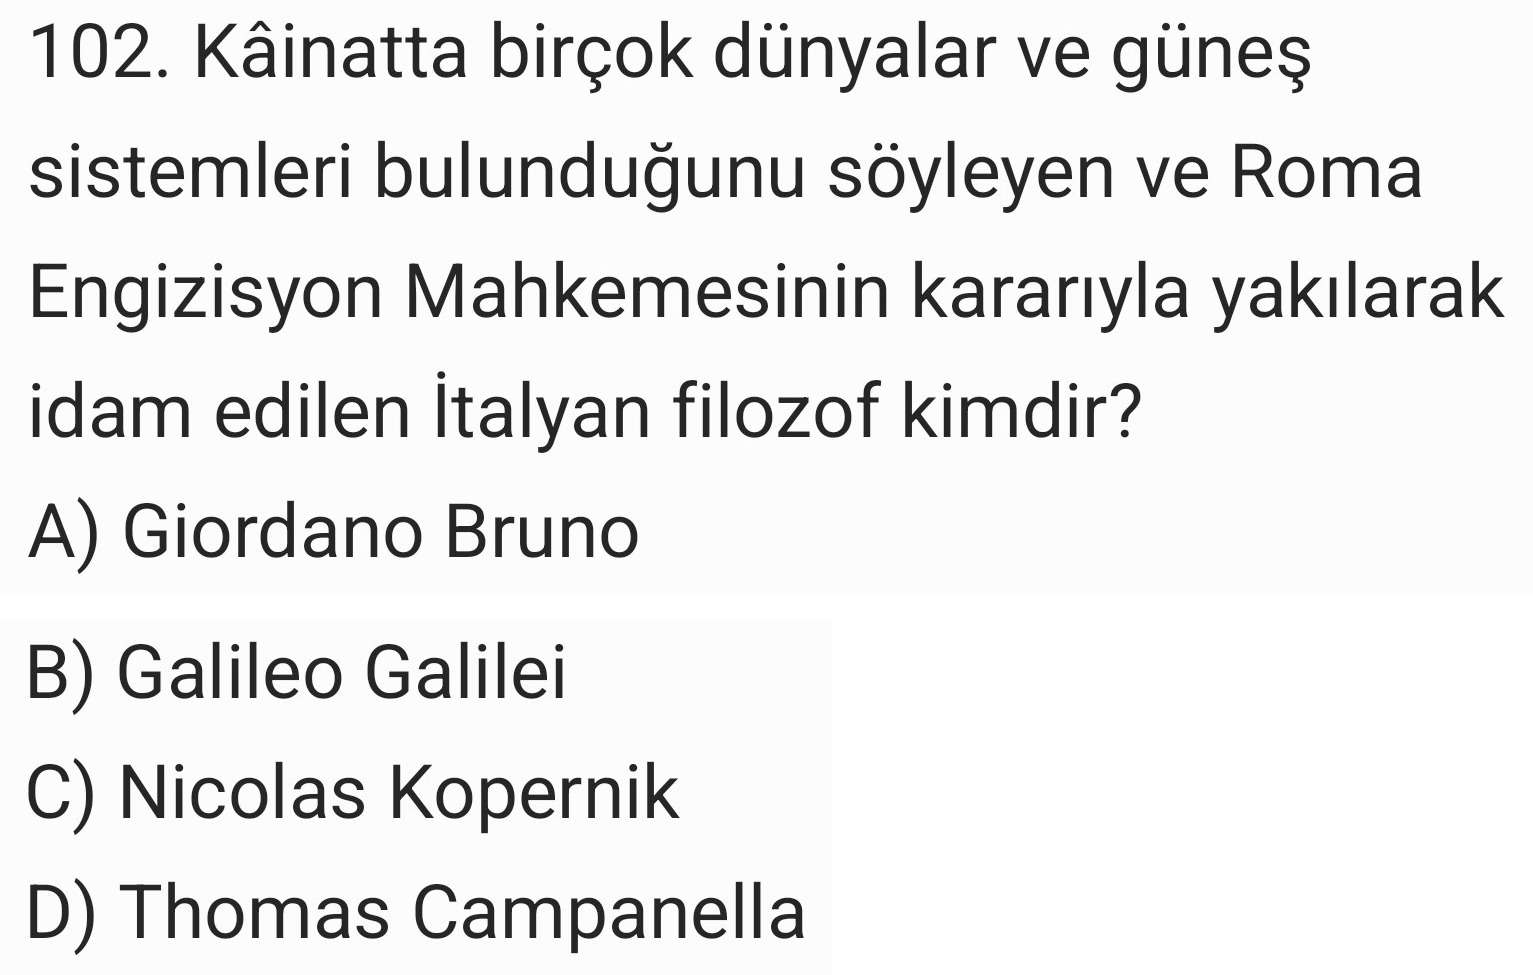 102. Kâinatta birçok dünyalar ve güneş
sistemleri bulunduğunu söyleyen ve Roma
Engizisyon Mahkemesinin kararıyla yakılarak
idam edilen İtalyan filozof kimdir?
A) Giordano Bruno
B) Galileo Galilei
C) Nicolas Kopernik
D) Thomas Campanella